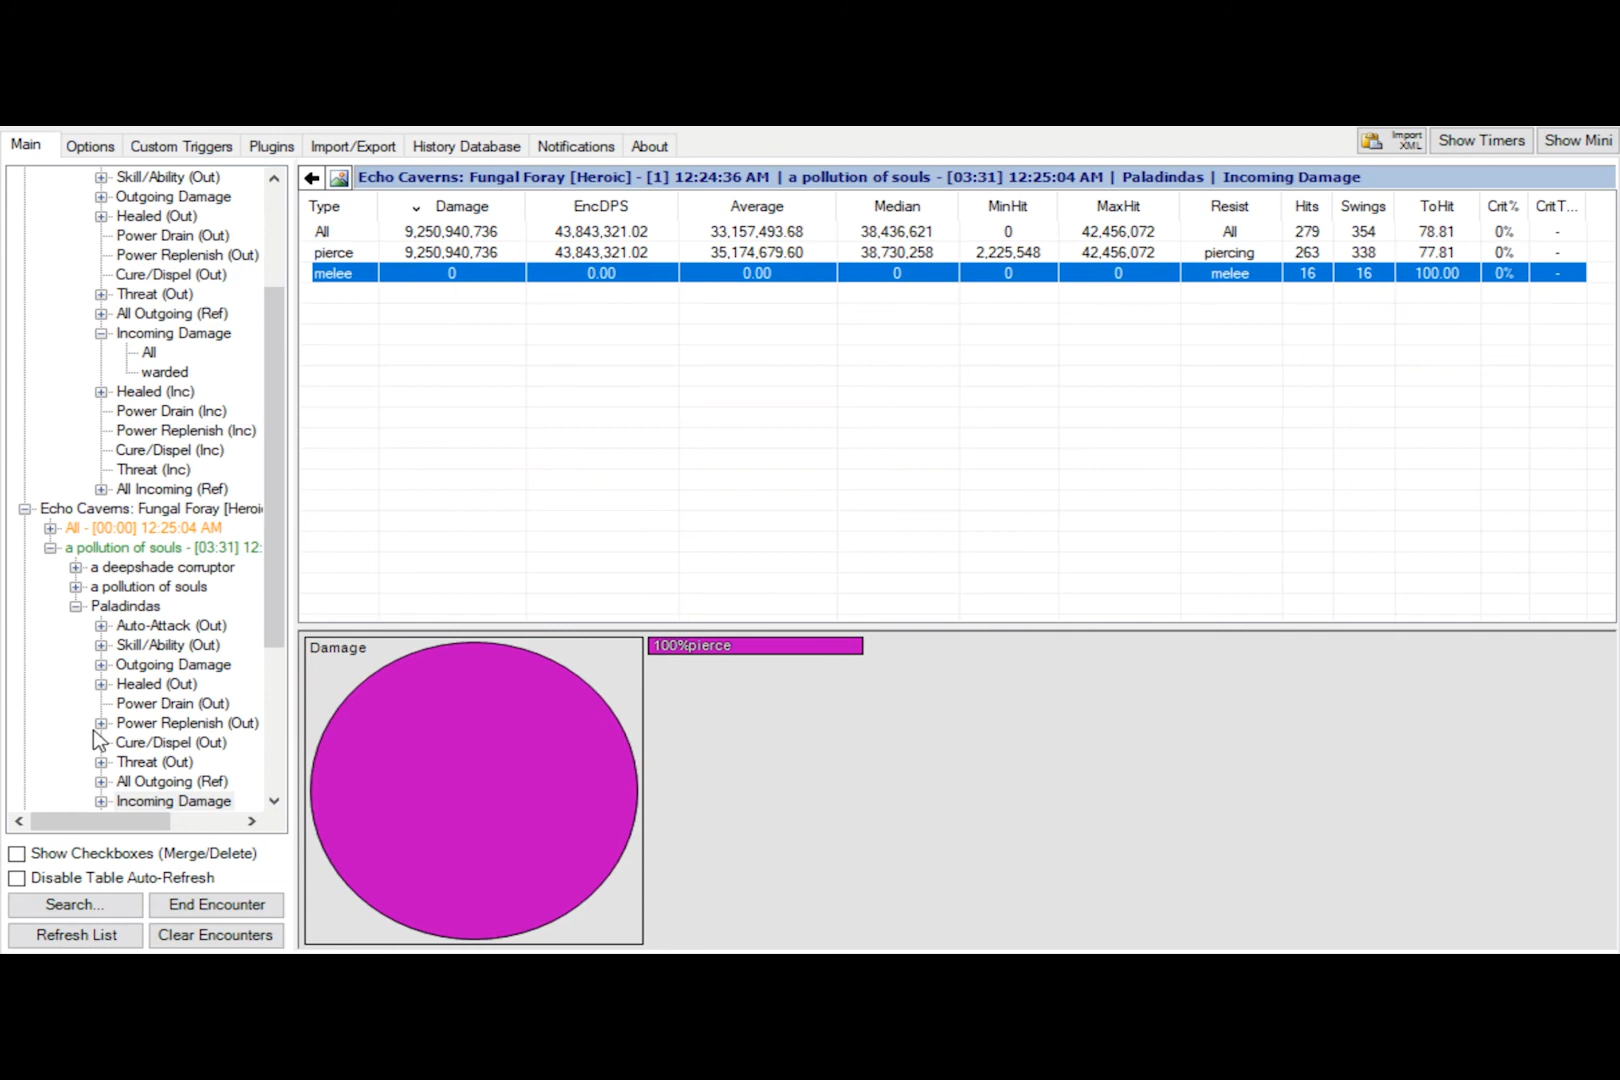 Main Options Custom Triggers Plugins Import/Export History Database Notifications About Import XML Show Timers Show Mini
Skill/Ability (Out)
Outgoing Damage
Healed (Out)
Power Drain (Out)
Power Replenish (Out)
Cure/Dispel (Out)
Threat (Out)
All Outgoing (Ref)
Incoming Damage
All
warded
Healed (Inc)
Power Drain (Inc)
Power Replenish (Inc)
Cure/Dispel (Inc)
Threat (Inc)
All Incoming (Ref)
Echo Caverns: Fungal Foray [Heroi
All - [00:00] 12:25:04 AM
a pollution of souls - [03:31] 12:
a deepshade corruptor
a pollution of souls
Paladindas
Auto-Attack (Out)
Skill/Ability (Out)
Outgoing Damage
Healed (Out)
Power Drain (Out)
Power Replenish (Out)
Cure/Dispel (Out)
Threat (Out)
All Outgoing (Ref)
Incoming Damage
Show Checkboxes (Merge/Delete)
Disable Table Auto-Refresh
Search... End Encounter
Refresh List Clear Encounters
Echo Caverns: Fungal Foray [Heroic] - [1] 12:24:36 AM | a pollution of souls - [03:31] 12:25:04 AM | Paladindas | Incoming Damage
Type Damage EncDPS Average Median MinHit MaxHit Resist Hits Swings ToHit Crit% CritT...
All 9,250,940,736 43,843,321.02 33,157,493.68 38,436,621 0 42,456,072 All 279 354 78.81 0% -
pierce 9,250,940,736 43,843,321.02 35,174,679.60 38,730,258 2,225,548 42,456,072 piercing 263 338 77.81 0% -
melee 0 0.00 0.00 0 0 0 melee 16 16 100.00 0% -
Damage
100%pierce